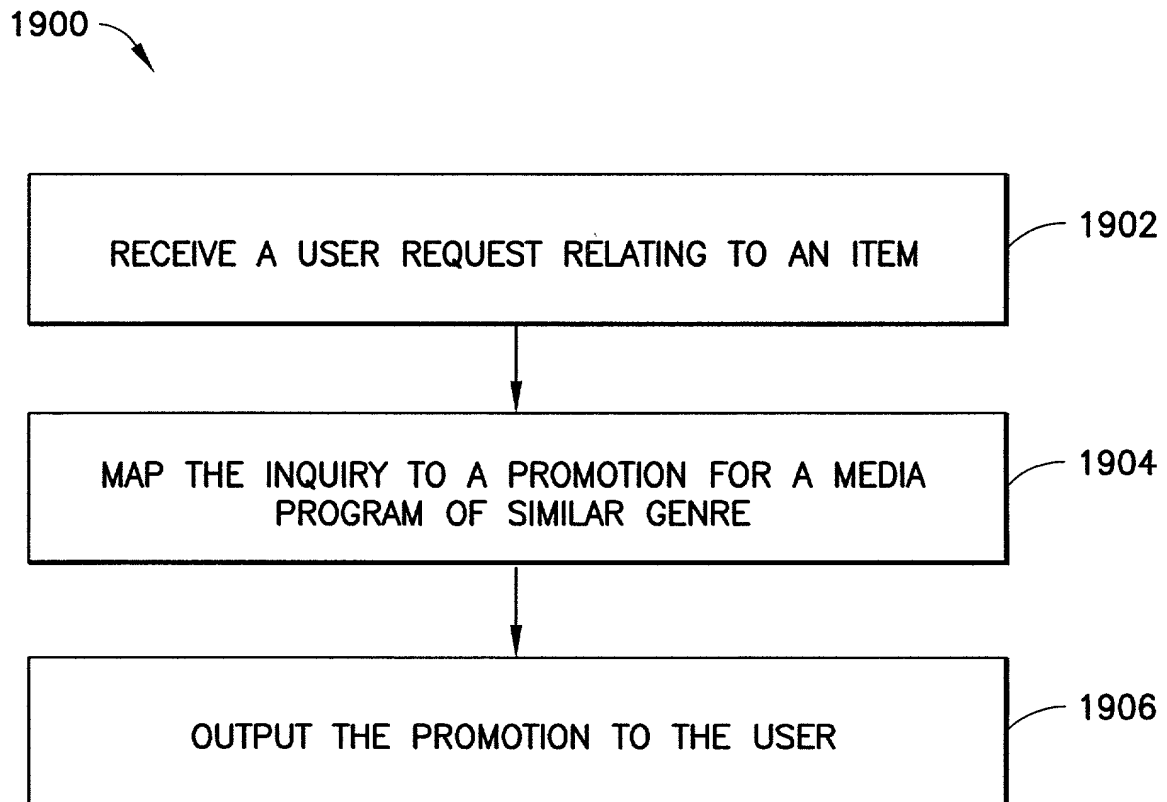 1900
RECEIVE A USER REQUEST RELATING TO AN ITEM
1902
MAP THE INQUIRY TO A PROMOTION FOR A MEDIA
PROGRAM OF SIMILAR GENRE
1904
OUTPUT THE PROMOTION TO THE USER
1906